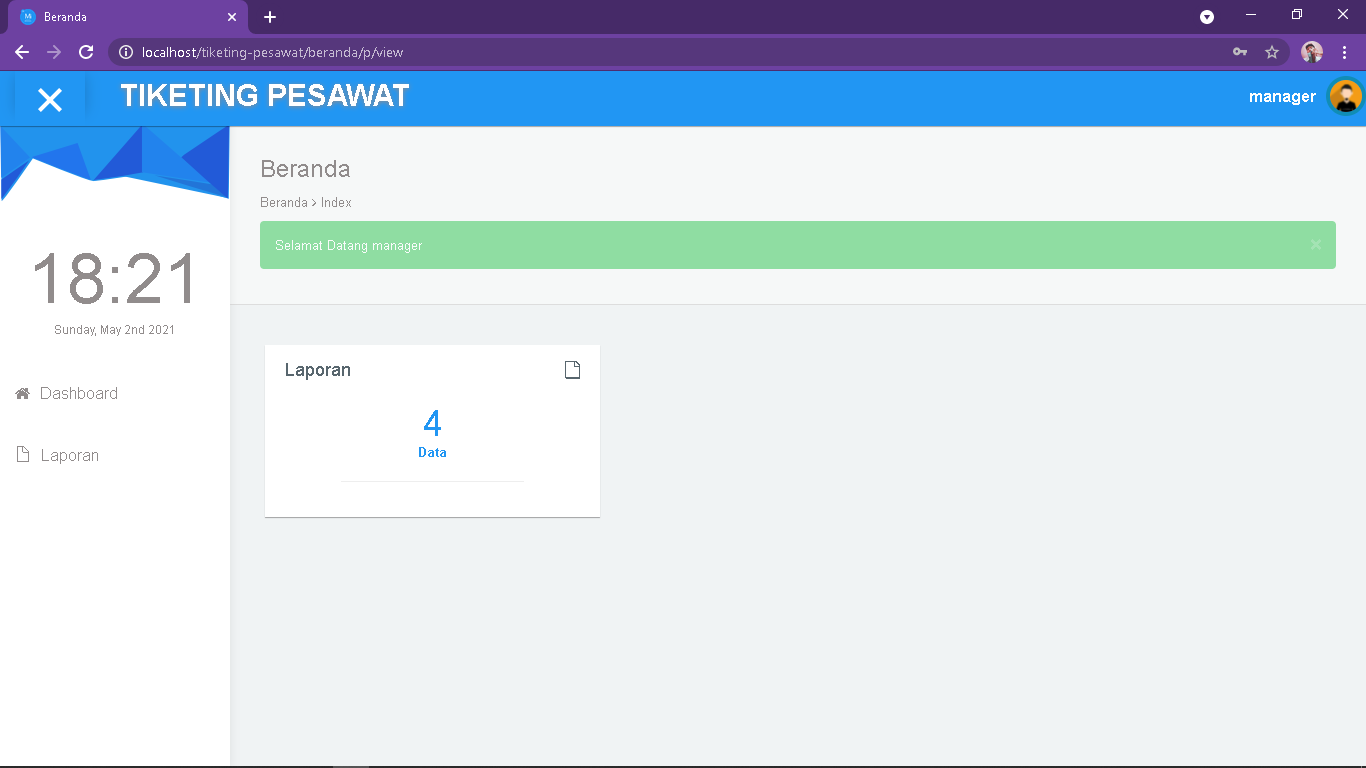 Beranda
localhost/tiketing-pesawat/beranda/p/view
TIKETING PESAWAT
manager
Beranda
Beranda > Index
Selamat Datang manager
×
18:21
Sunday, May 2nd 2021
Dashboard
Laporan
Laporan
4
Data